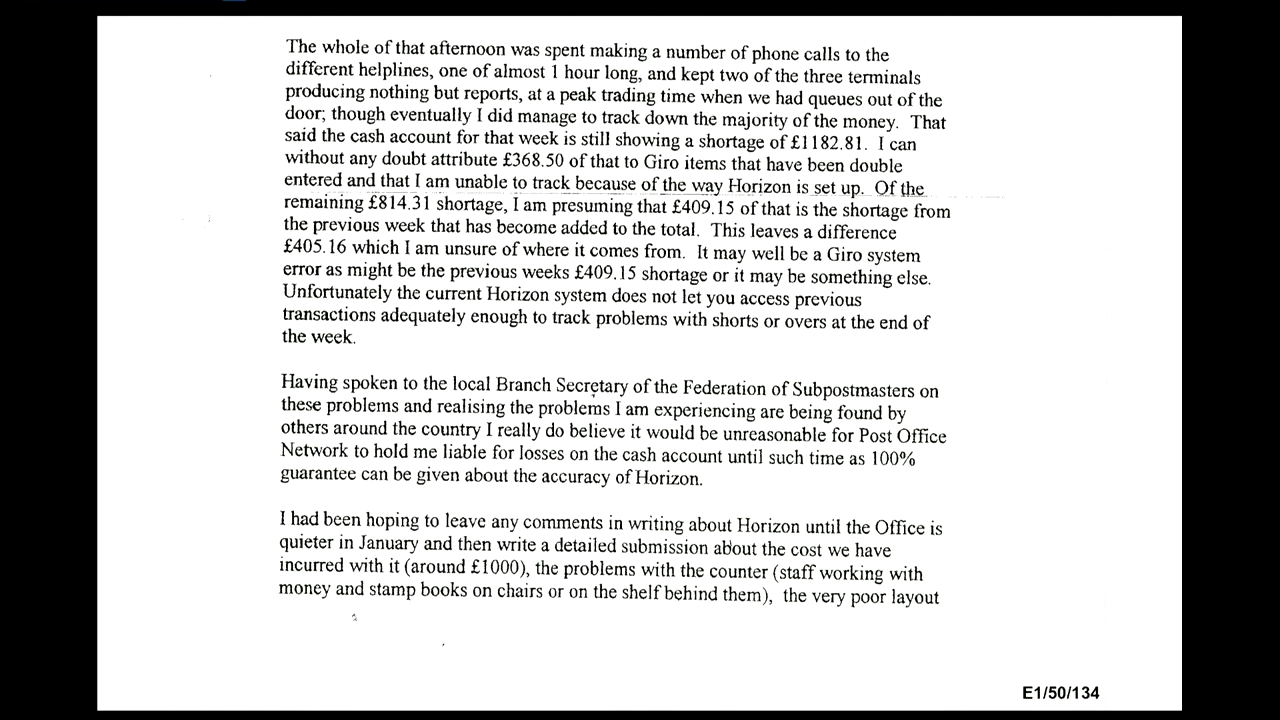 The whole of that afternoon was spent making a number of phone calls to the
different helplines, one of almost 1 hour long, and kept two of the three terminals
producing nothing but reports, at a peak trading time when we had queues out of the
door; though eventually I did manage to track down the majority of the money. That
said the cash account for that week is still showing a shortage of £1182.81. I can
without any doubt attribute £368.50 of that to Giro items that have been double
entered and that I am unable to track because of the way Horizon is set up. Of the
remaining £814.31 shortage, I am presuming that £409.15 of that is the shortage from
the previous week that has become added to the total. This leaves a difference
£405.16 which I am unsure of where it comes from. It may well be a Giro system
error as might be the previous weeks £409.15 shortage or it may be something else.
Unfortunately the current Horizon system does not let you access previous
transactions adequately enough to track problems with shorts or overs at the end of
the week.
Having spoken to the local Branch Secretary of the Federation of Subpostmasters on
these problems and realising the problems I am experiencing are being found by
others around the country I really do believe it would be unreasonable for Post Office
Network to hold me liable for losses on the cash account until such time as 100%
guarantee can be given about the accuracy of Horizon.
I had been hoping to leave any comments in writing about Horizon until the Office is
quieter in January and then write a detailed submission about the cost we have
incurred with it (around £1000), the problems with the counter (staff working with
money and stamp books on chairs or on the shelf behind them), the very poor layout
E1/50/134